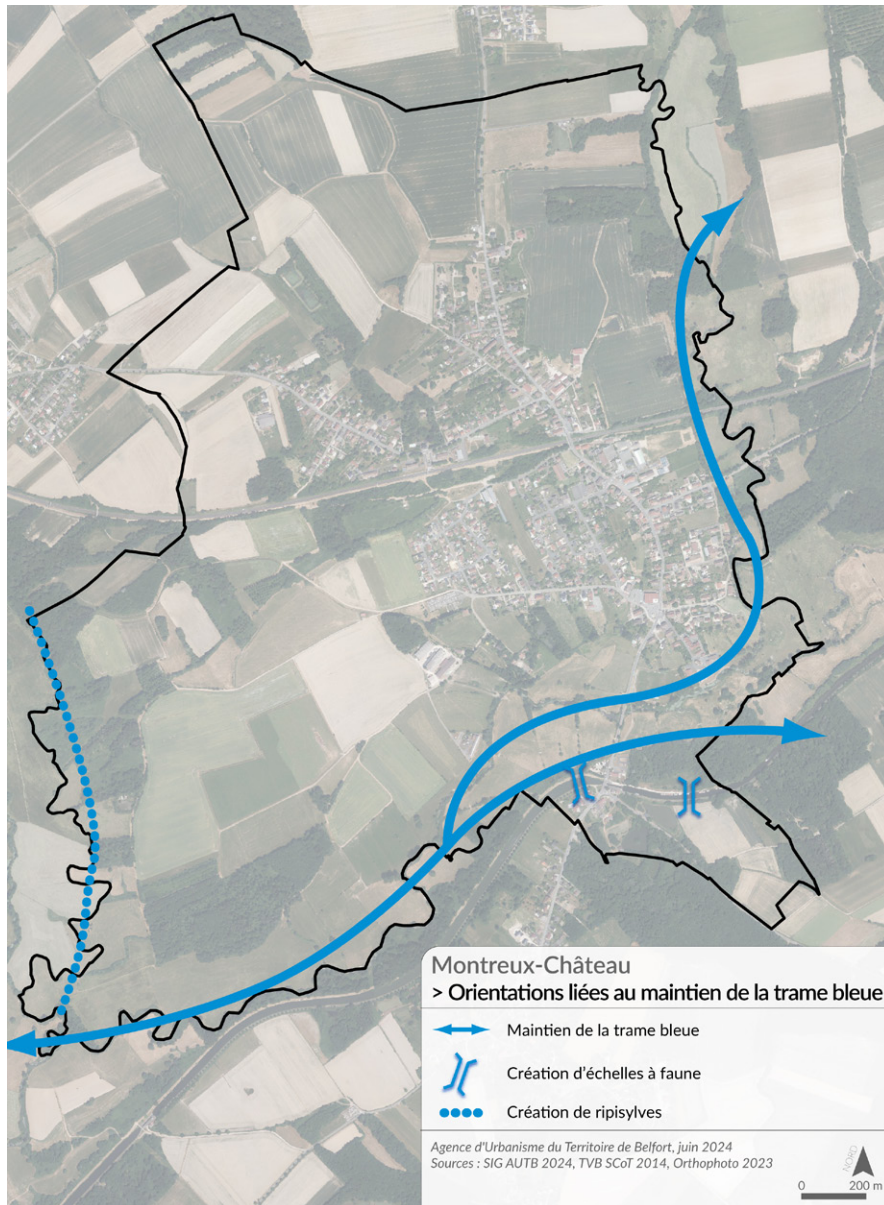 Montreux-Château
> Orientations liées au maintien de la trame bleue
Maintien de la trame bleue
Création d'échelles à faune
Création de ripisylves
Agence d'Urbanisme du Territoire de Belfort, juin 2024
Sources : SIG AUTB 2024, TVB SCoT 2014, Orthophoto 2023
NORD
0 200 m